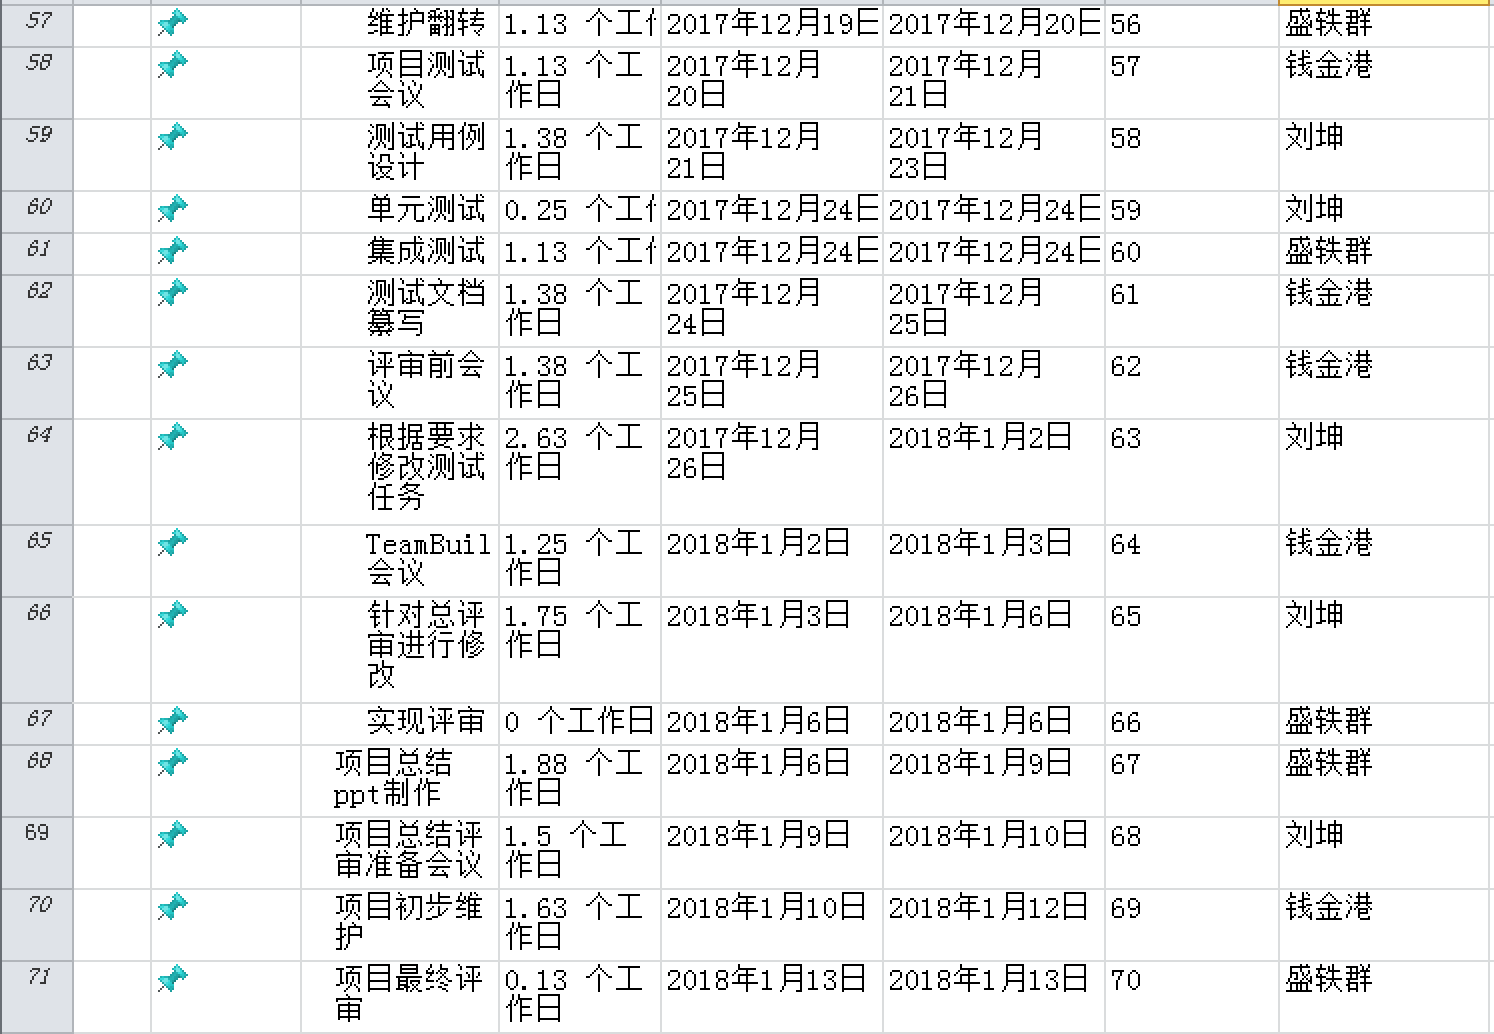 57 维护翻转 1.13 个工作 2017年12月19日 2017年12月20日 56 盛轶群
58 项目测试 1.13 个工 2017年12月 2017年12月 57 钱金港
会议 作日 20日 21日
59 测试用例 1.38 个工 2017年12月 2017年12月 58 刘坤
设计 作日 21日 23日
60 单元测试 0.25 个工作 2017年12月24日 2017年12月24日 59 刘坤
61 集成测试 1.13 个工作 2017年12月24日 2017年12月24日 60 盛轶群
62 测试文档 1.38 个工 2017年12月 2017年12月 61 钱金港
纂写 作日 24日 25日
63 评审前会 1.38 个工 2017年12月 2017年12月 62 钱金港
议 作日 25日 26日
64 根据要求 2.63 个工 2017年12月 2018年1月2日 63 刘坤
修改测试 作日 26日
任务
65 TeamBuil 1.25 个工 2018年1月2日 2018年1月3日 64 钱金港
会议 作日
66 针对总评 1.75 个工 2018年1月3日 2018年1月6日 65 刘坤
审进行修 作日
改
67 实现评审 0 个工作日 2018年1月6日 2018年1月6日 66 盛轶群
68 项目总结 1.88 个工 2018年1月6日 2018年1月9日 67 盛轶群
ppt制作 作日
69 项目总结评 1.5 个工 2018年1月9日 2018年1月10日 68 刘坤
审准备会议 作日
70 项目初步维 1.63 个工 2018年1月10日 2018年1月12日 69 钱金港
护 作日
71 项目最终评 0.13 个工 2018年1月13日 2018年1月13日 70 盛轶群
审 作日